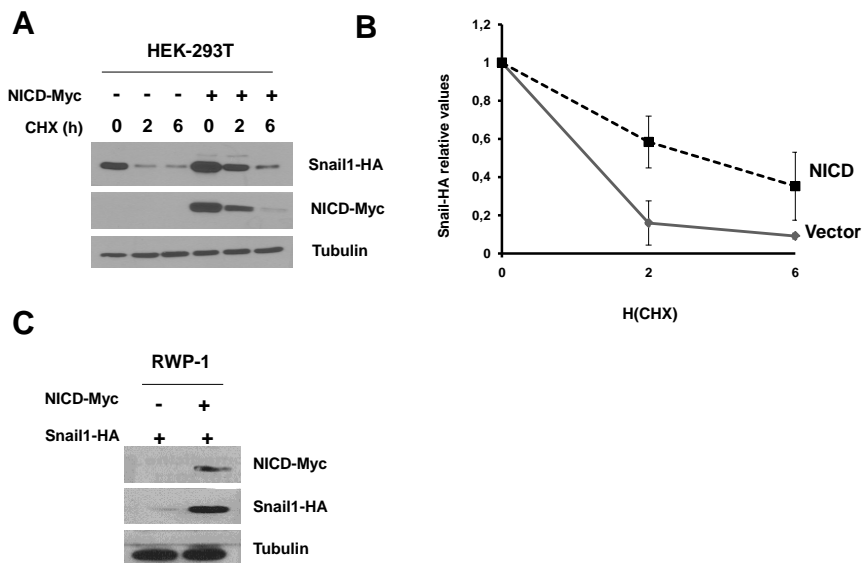 A
HEK-293T
NICD-Myc - - - + + +
CHX (h) 0 2 6 0 2 6
Snail1-HA
NICD-Myc
Tubulin
B
Snail-HA relative values
1,2
1
0,8
0,6
0,4
0,2
0
0 2 6
H(CHX)
NICD
Vector
C
RWP-1
NICD-Myc - +
Snail1-HA + +
NICD-Myc
Snail1-HA
Tubulin